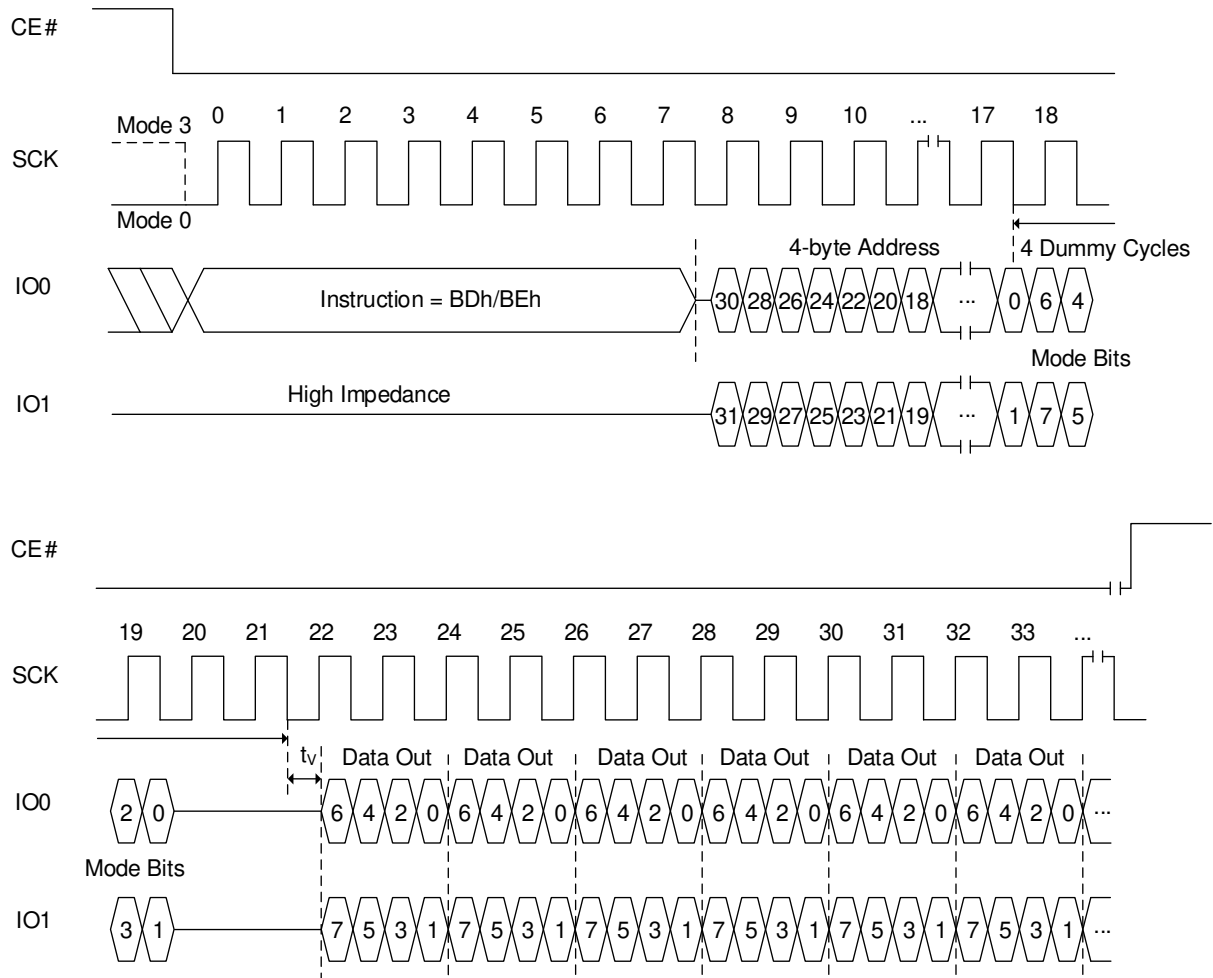 CE#
0 1 2 3 4 5 6 7 8 9 10 ... 17 18
Mode 3
SCK
Mode 0
4-byte Address 4 Dummy Cycles
IO0 Instruction = BDh/BEh 30 28 26 24 22 20 18 ... 0 6 4
Mode Bits
IO1 High Impedance 31 29 27 25 23 21 19 ... 1 7 5
CE#
19 20 21 22 23 24 25 26 27 28 29 30 31 32 33 ...
SCK
tV Data Out Data Out Data Out Data Out Data Out Data Out
IO0 2 0 6 4 2 0 6 4 2 0 6 4 2 0 6 4 2 0 6 4 2 0 6 4 2 0 ...
Mode Bits
IO1 3 1 7 5 3 1 7 5 3 1 7 5 3 1 7 5 3 1 7 5 3 1 7 5 3 1 ...